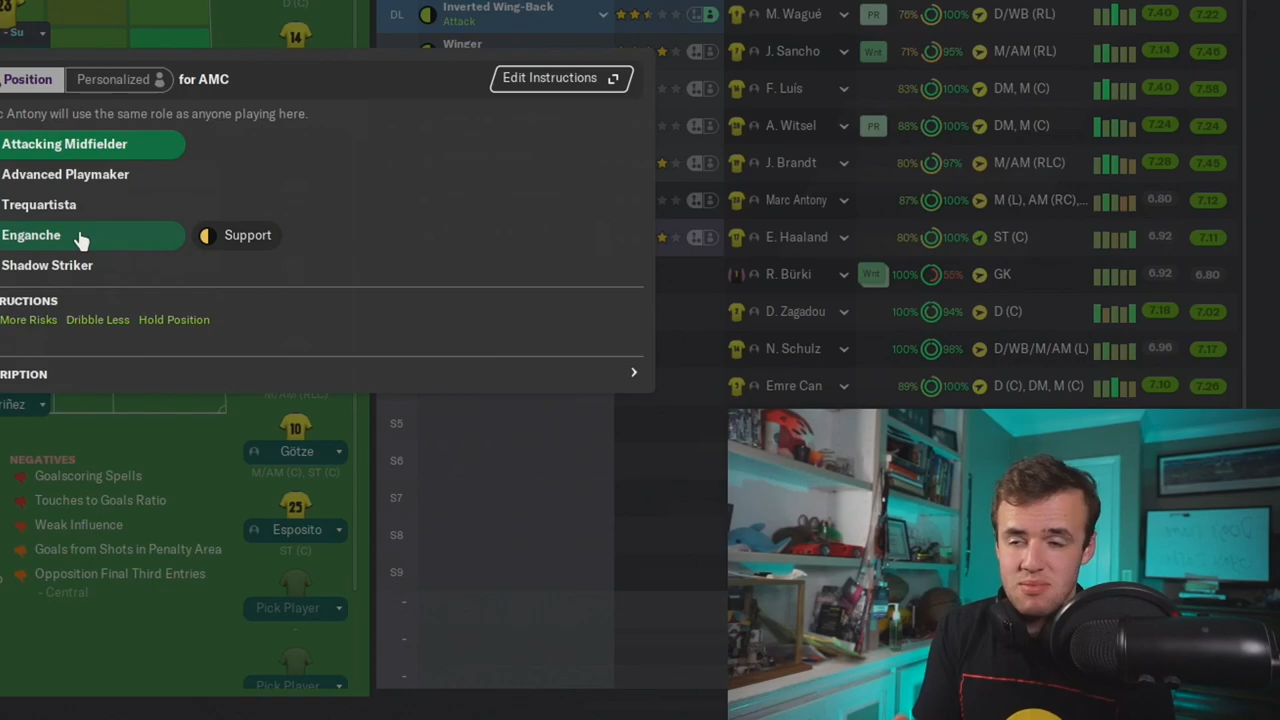 23
- Su
D (C)
14
Position
Personalized
for AMC
Edit Instructions
c Antony will use the same role as anyone playing here.
Attacking Midfielder
Advanced Playmaker
Trequartista
Enganche
Support
Shadow Striker
RUCTIONS
More Risks
Dribble Less
Hold Position
RIPTION
riñez
M/AM (RLC)
10
Götze
M/AM (C), ST (C)
25
Esposito
ST (C)
Pick Player
-
Pick Player
NEGATIVES
Goalscoring Spells
Touches to Goals Ratio
Weak Influence
Goals from Shots in Penalty Area
Opposition Final Third Entries
- Central
DL
Inverted Wing-Back
Attack
Winger
S5
S6
S7
S8
S9
-
-
-
M. Wagué PR 76% 100% D/WB (RL) 7.40 7.22
J. Sancho Wnt 71% 95% M/AM (RL) 7.14 7.46
F. Luís 83% 100% DM, M (C) 7.40 7.58
A. Witsel PR 88% 100% DM, M (C) 7.24 7.24
J. Brandt 80% 97% M/AM (RLC) 7.28 7.45
Marc Antony 87% 100% M (L), AM (RC),... 6.80 7.12
E. Haaland 80% 100% ST (C) 6.92 7.11
R. Bürki Wnt 100% 55% GK 6.92 6.80
D. Zagadou 100% 94% D (C) 7.18 7.02
N. Schulz 100% 98% D/WB/M/AM (L) 6.96 7.17
Emre Can 89% 100% D (C), DM, M (C) 7.10 7.26